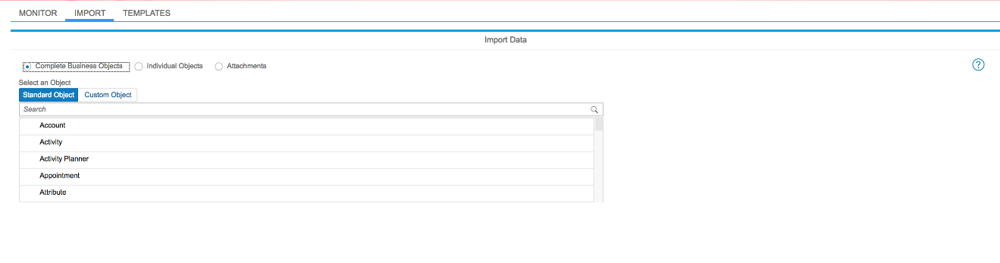 MONITOR IMPORT TEMPLATES
Import Data
Complete Business Objects Individual Objects Attachments
?
Select an Object
Standard Object Custom Object
Search
Account
Activity
Activity Planner
Appointment
Attribute